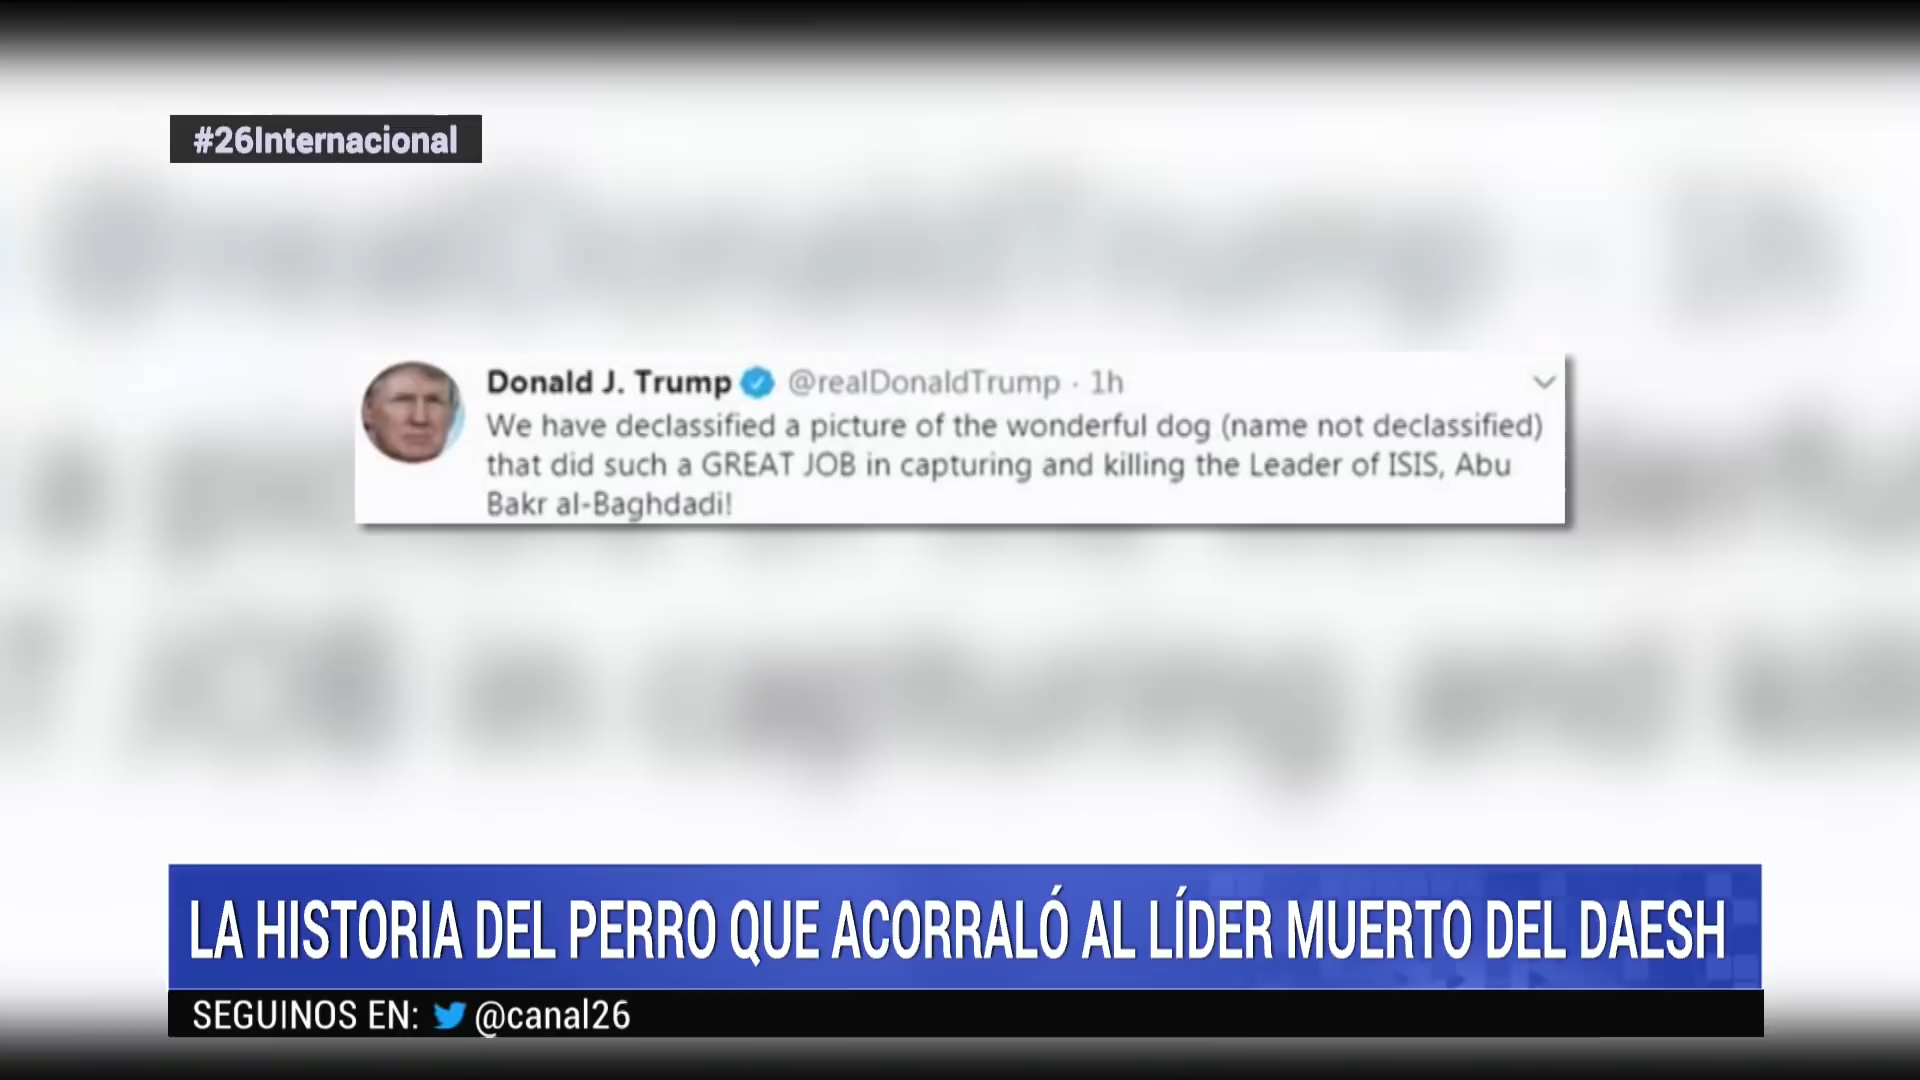 #26Internacional
Donald J. Trump @realDonaldTrump · 1h
We have declassified a picture of the wonderful dog (name not declassified)
that did such a GREAT JOB in capturing and killing the Leader of ISIS, Abu
Bakr al-Baghdadi!
LA HISTORIA DEL PERRO QUE ACORRALÓ AL LÍDER MUERTO DEL DAESH
SEGUINOS EN: @canal26